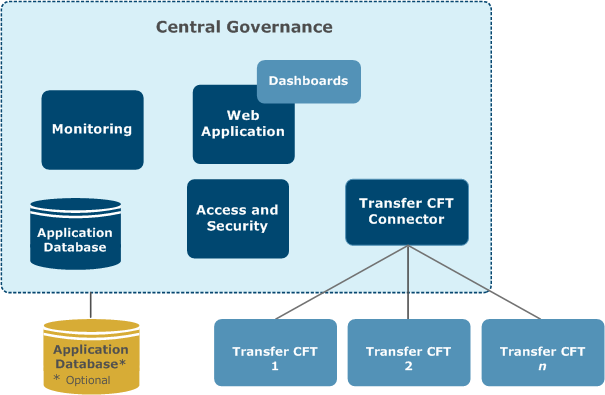 Central Governance
Dashboards
Monitoring
Web
Application
Access and
Security
Transfer CFT
Connector
Application
Database
Application
Database*
* Optional
Transfer CFT
1
Transfer CFT
2
Transfer CFT
n